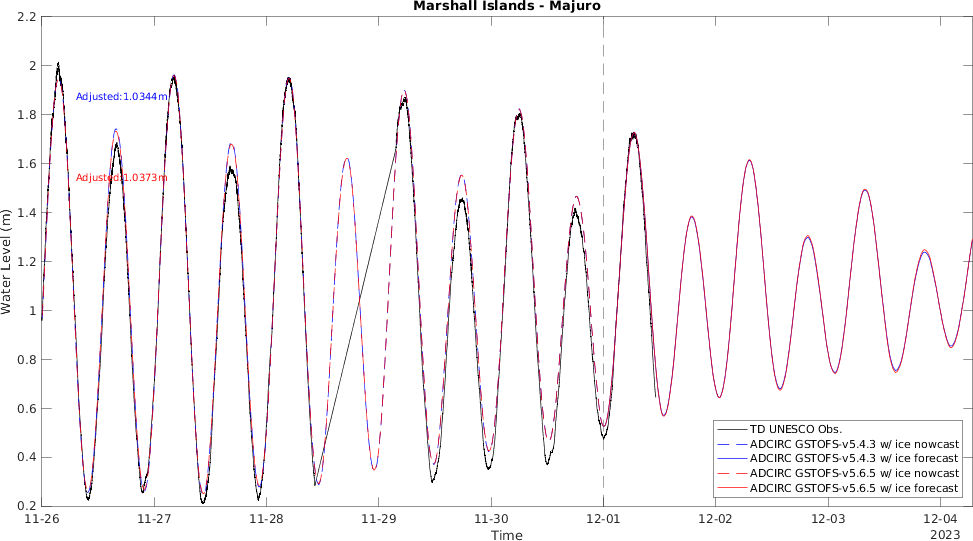 Marshall Islands - Majuro
2.2
2
1.8
1.6
1.4
1.2
1
0.8
0.6
0.4
0.2
Water Level (m)
Adjusted:1.0344m
Adjusted:1.0373m
TD UNESCO Obs.
ADCIRC GSTOFS-v5.4.3 w/ ice nowcast
ADCIRC GSTOFS-v5.4.3 w/ ice forecast
ADCIRC GSTOFS-v5.6.5 w/ ice nowcast
ADCIRC GSTOFS-v5.6.5 w/ ice forecast
11-26 11-27 11-28 11-29 11-30 12-01 12-02 12-03 12-04
Time
2023